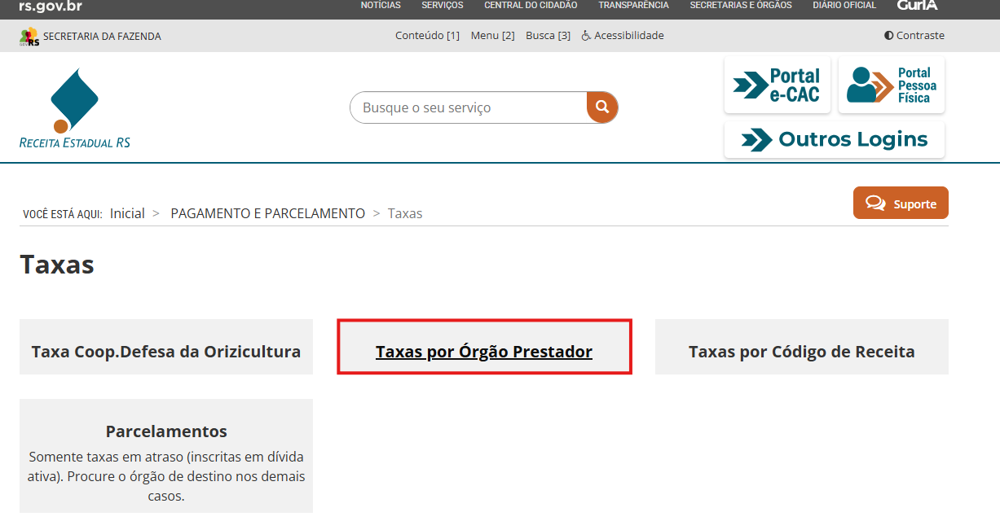 rs.gov.br
NOTÍCIAS SERVIÇOS CENTRAL DO CIDADÃO TRANSPARÊNCIA SECRETARIAS E ÓRGÃOS DIÁRIO OFICIAL GurIA
GOV RS SECRETARIA DA FAZENDA
Conteúdo [1] Menu [2] Busca [3] Acessibilidade
Contraste
RECEITA ESTADUAL RS
Busque o seu serviço
Portal
e-CAC
Portal
Pessoa
Física
Outros Logins
VOCÊ ESTÁ AQUI: Inicial > PAGAMENTO E PARCELAMENTO > Taxas
Suporte
Taxas
Taxa Coop.Defesa da Orizicultura
Taxas por Órgão Prestador
Taxas por Código de Receita
Parcelamentos
Somente taxas em atraso (inscritas em dívida
ativa). Procure o órgão de destino nos demais
casos.